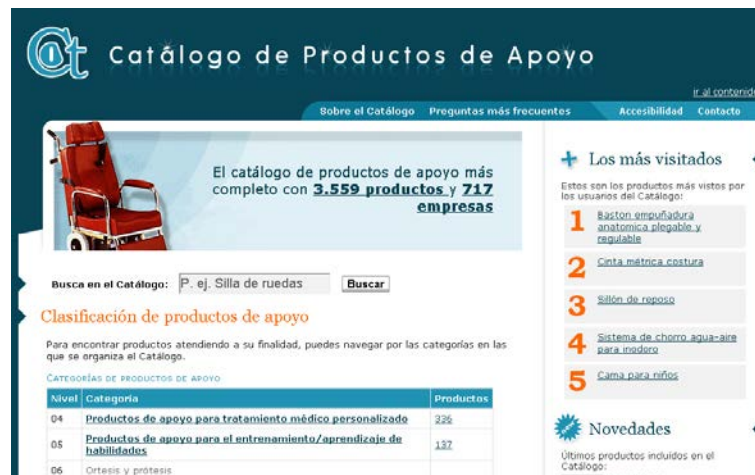 Cat
Catálogo de Productos de Apoyo
ir al contenido
Sobre el Catálogo Preguntas más frecuentes Accesibilidad Contacto
El catálogo de productos de apoyo más
completo con 3.559 productos y 717
empresas
Busca en el Catálogo: P. ej. Silla de ruedas Buscar
Clasificación de productos de apoyo
Para encontrar productos atendiendo a su finalidad, puedes navegar por las categorías en las
que se organiza el Catálogo.
CATEGORÍAS DE PRODUCTOS DE APOYO
Nivel Categoría Productos
04 Productos de apoyo para tratamiento médico personalizado 336
05 Productos de apoyo para el entrenamiento/aprendizaje de
habilidades 137
06 Ortesis y prótesis
Los más visitados
Estos son los productos más vistos por
los usuarios del Catálogo:
1 Baston empuñadura
anatomica plegable y
regulable
2 Cinta métrica costura
3 Sillón de reposo
4 Sistema de chorro agua-aire
para inodoro
5 Cama para niños
Novedades
Últimos productos incluidos en el
Catálogo: